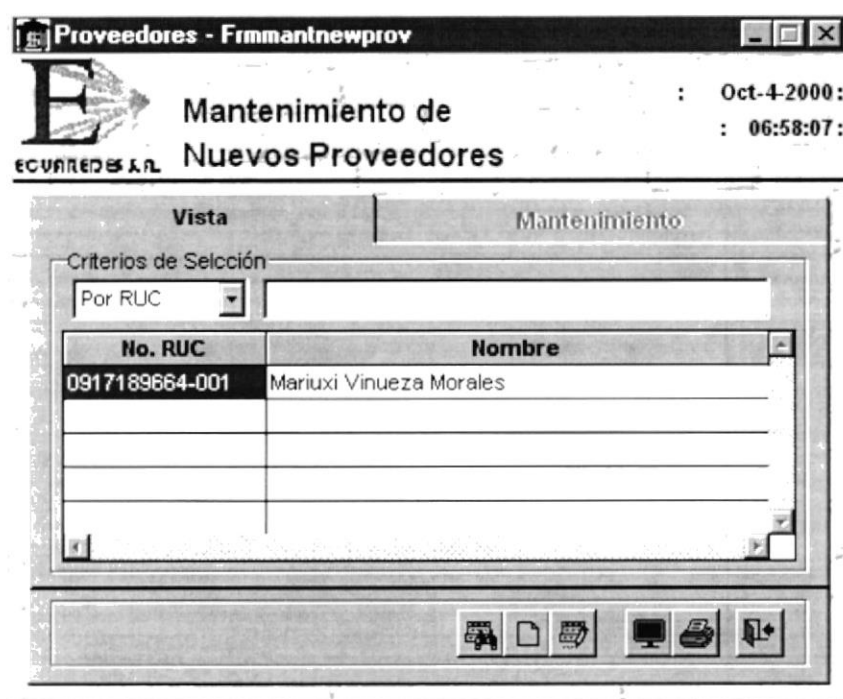 Proveedores - Frmmantnewprov
E
ECUAREDES S.A.
Mantenimiento de
Nuevos Proveedores
: Oct-4-2000:
: 06:58:07:
Vista Mantenimiento
Criterios de Selcción
Por RUC
No. RUC Nombre
0917189664-001 Mariuxi Vinueza Morales